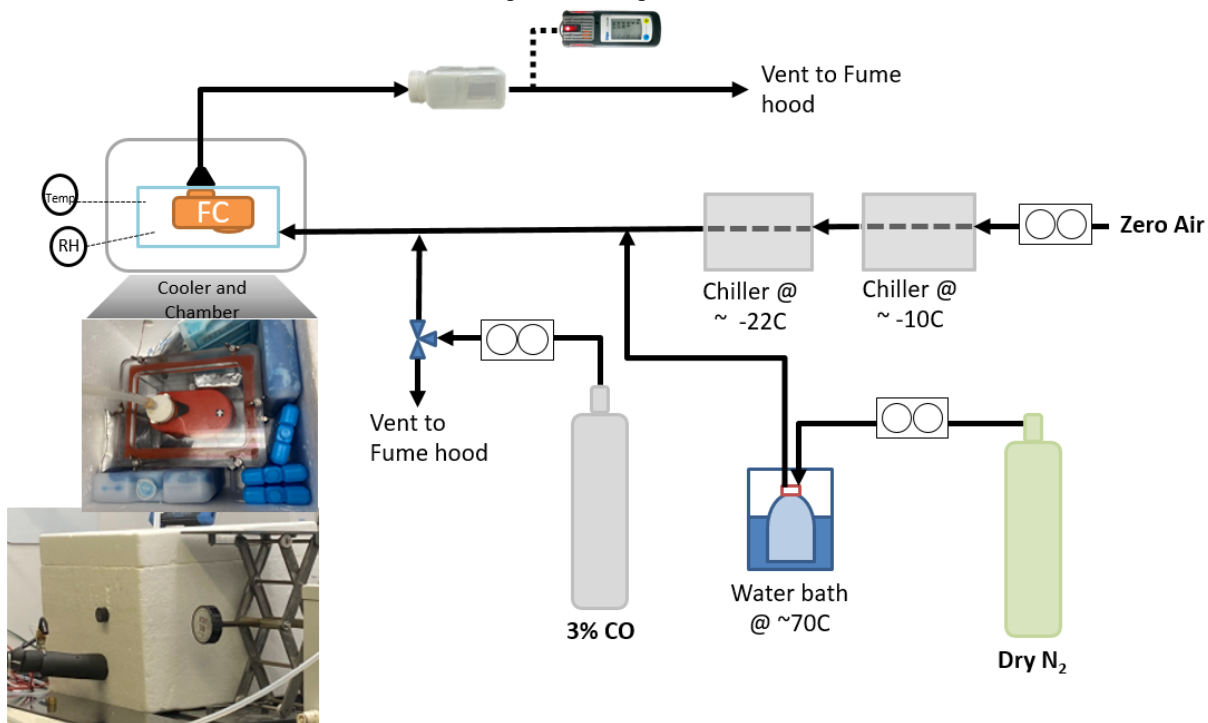 Vent to Fume
hood
Temp
FC
RH
Zero Air
Cooler and
Chamber
Chiller @
~ -22C
Chiller @
~ -10C
Vent to
Fume hood
Water bath
@ ~70C
3% CO
Dry N₂